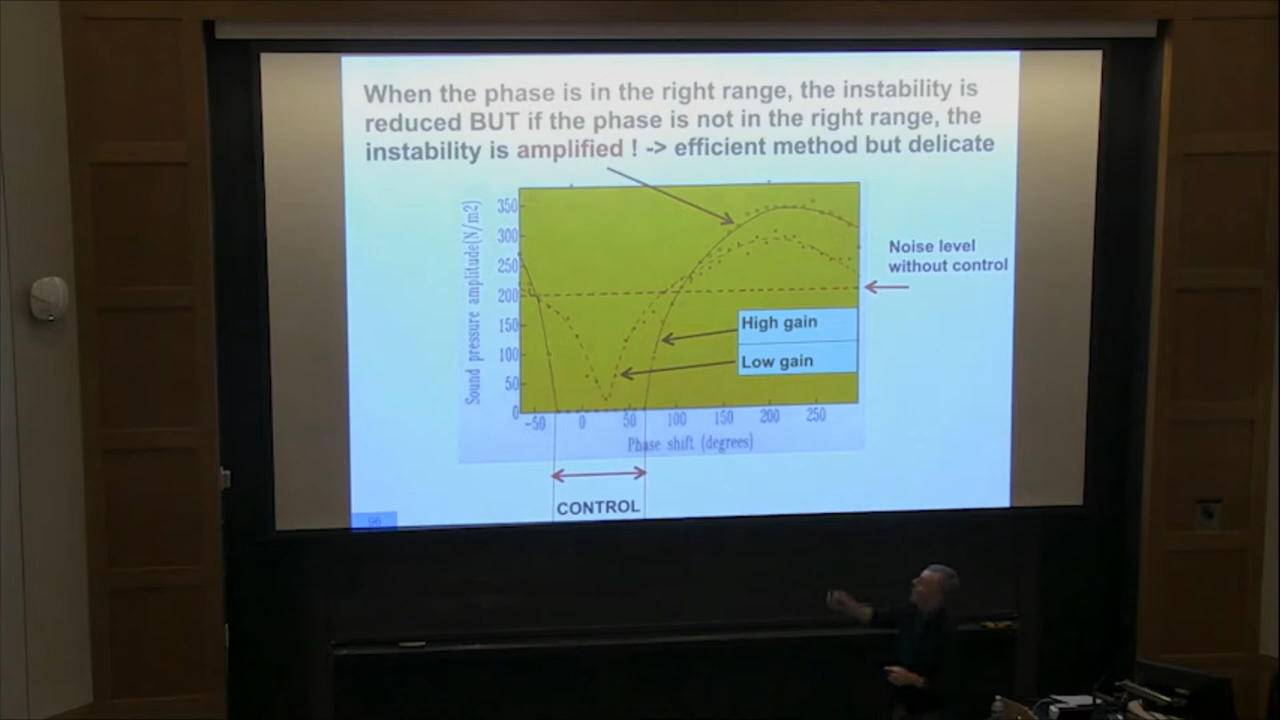 When the phase is in the right range, the instability is
reduced BUT if the phase is not in the right range, the
instability is amplified ! -> efficient method but delicate
Sound pressure amplitude(N/m2)
350
300
250
200
150
100
50
0
-50 0 50 100 150 200 250
Phase shift (degrees)
Noise level
without control
High gain
Low gain
CONTROL
96